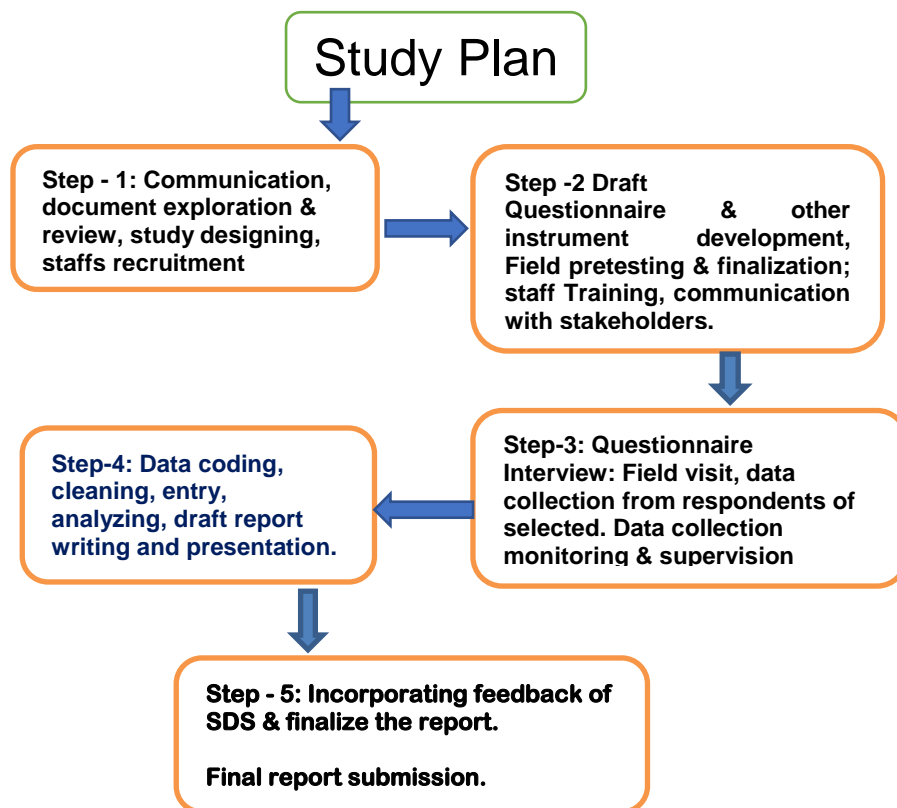 Study Plan
Step - 1: Communication,
document exploration &
review, study designing,
staffs recruitment
Step -2 Draft
Questionnaire & other
instrument development,
Field pretesting & finalization;
staff Training, communication
with stakeholders.
Step-3: Questionnaire
Interview: Field visit, data
collection from respondents of
selected. Data collection
monitoring & supervision
Step-4: Data coding,
cleaning, entry,
analyzing, draft report
writing and presentation.
Step - 5: Incorporating feedback of
SDS & finalize the report.
Final report submission.